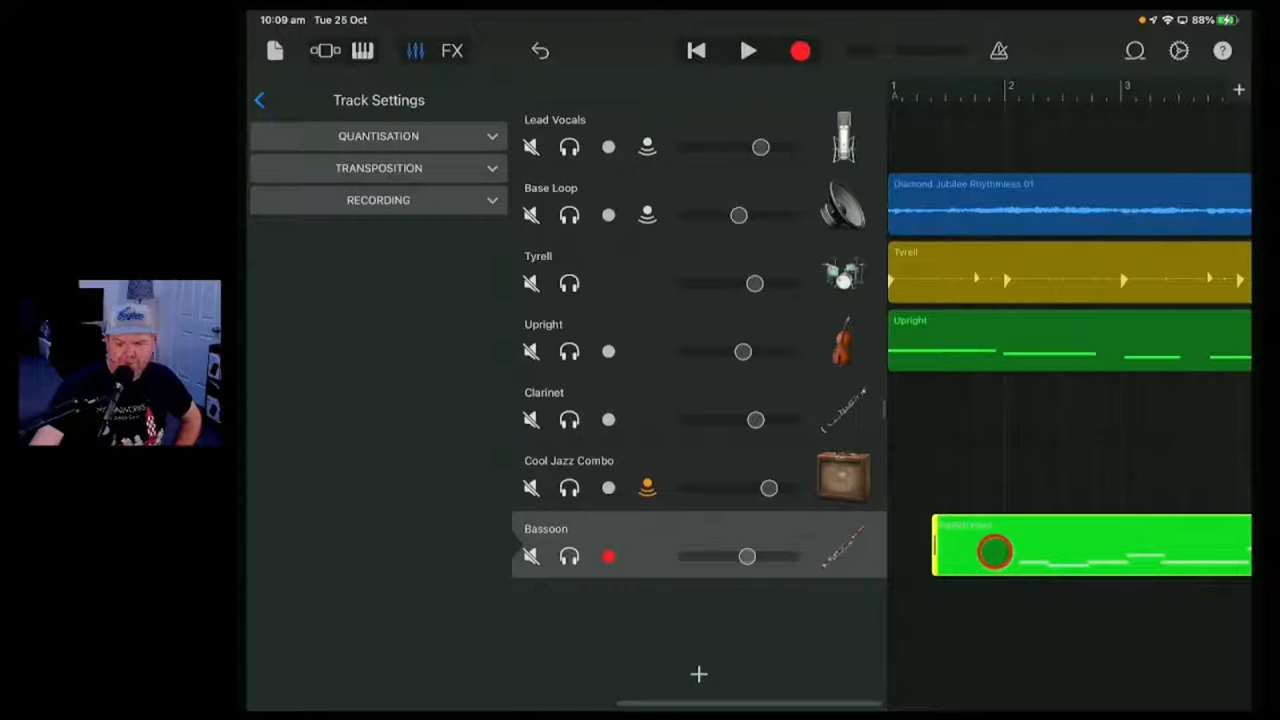 10:09 am Tue 25 Oct
88%
FX
Track Settings
QUANTISATION
TRANSPOSITION
RECORDING
Lead Vocals
Base Loop
Tyrell
Upright
Clarinet
Cool Jazz Combo
Bassoon
1 2 3
A
Diamond Jubilee Rhythmless 01
Tyrell
Upright